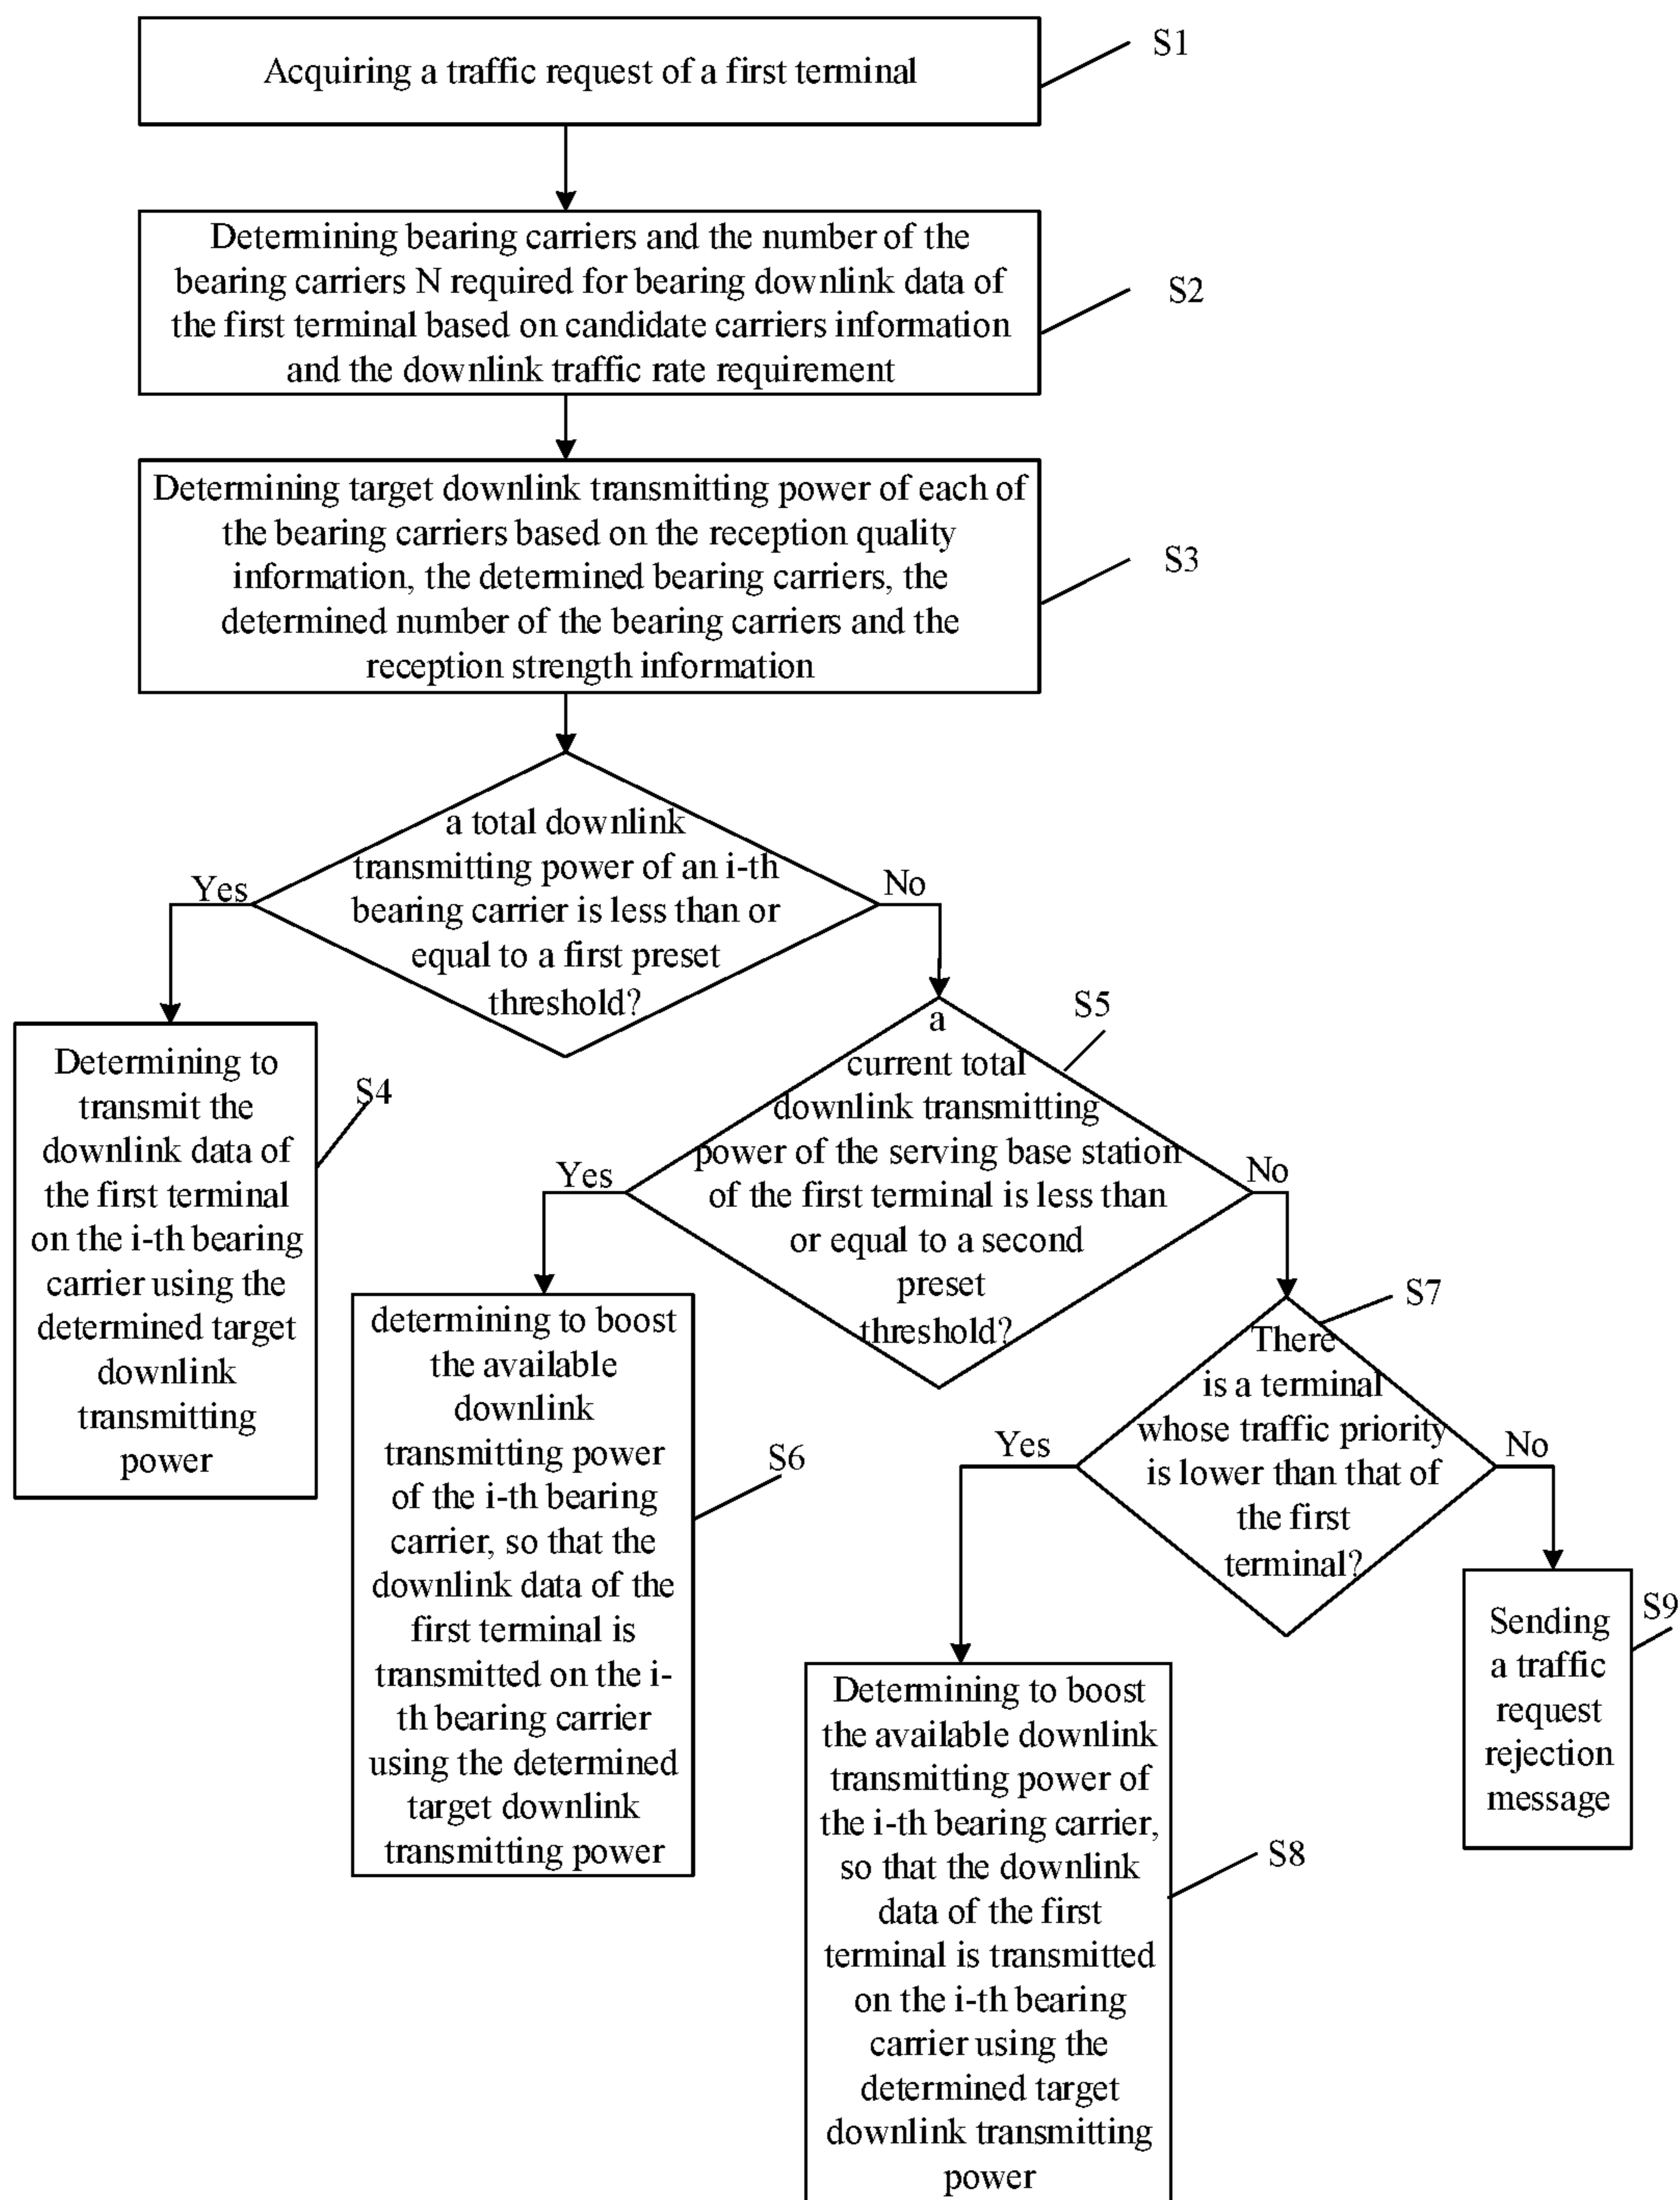 Acquiring a traffic request of a first terminal
S1
Determining bearing carriers and the number of the
bearing carriers N required for bearing downlink data of
the first terminal based on candidate carriers information
and the downlink traffic rate requirement
S2
Determining target downlink transmitting power of each of
the bearing carriers based on the reception quality
information, the determined bearing carriers, the
determined number of the bearing carriers and the
reception strength information
S3
a total downlink
transmitting power of an i-th
bearing carrier is less than or
equal to a first preset
threshold?
Yes
No
Determining to
transmit the
downlink data of
the first terminal
on the i-th bearing
carrier using the
determined target
downlink
transmitting
power
S4
a
current total
downlink transmitting
power of the serving base station
of the first terminal is less than
or equal to a second
preset
threshold?
S5
Yes
No
determining to boost
the available
downlink
transmitting power
of the i-th bearing
carrier, so that the
downlink data of the
first terminal is
transmitted on the i-
th bearing carrier
using the determined
target downlink
transmitting power
S6
There
is a terminal
whose traffic priority
is lower than that of
the first
terminal?
S7
Yes
No
Determining to boost
the available downlink
transmitting power of
the i-th bearing carrier,
so that the downlink
data of the first
terminal is transmitted
on the i-th bearing
carrier using the
determined target
downlink transmitting
power
S8
Sending
a traffic
request
rejection
message
S9